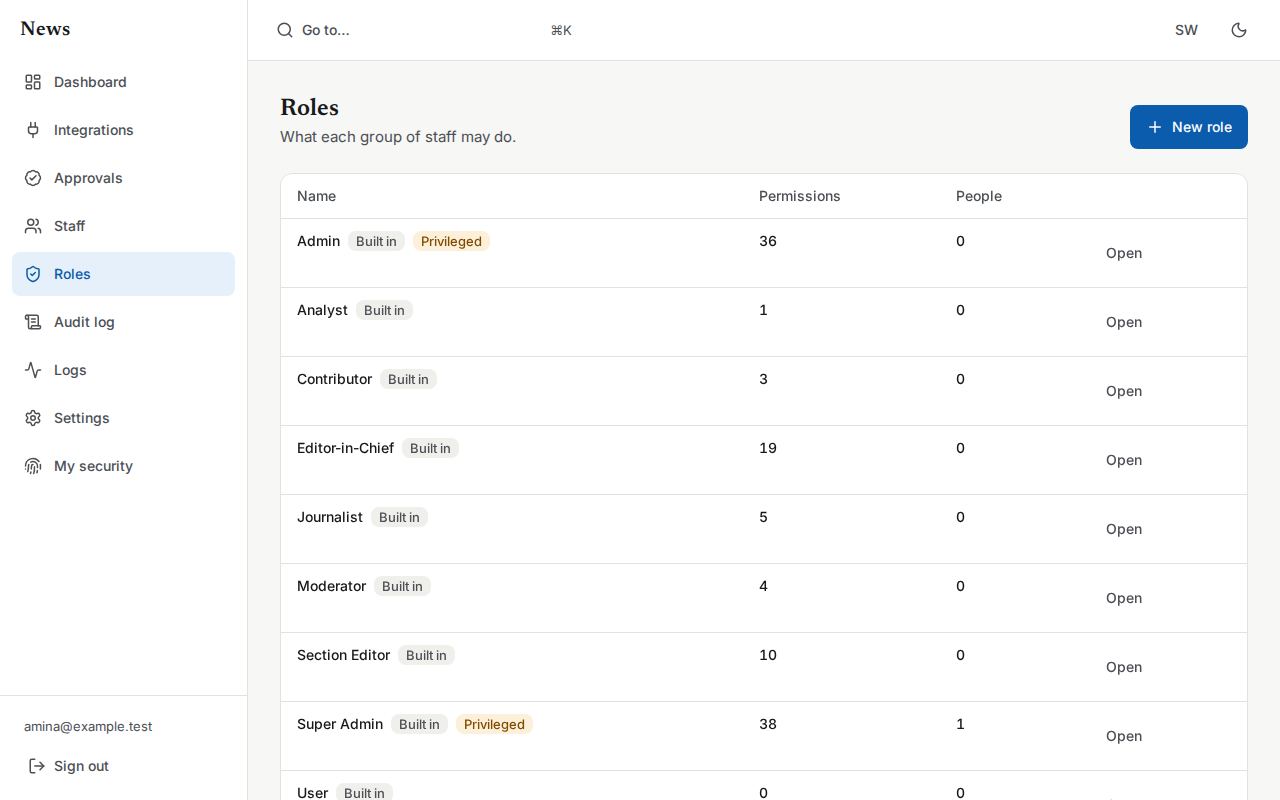 News
Go to...
⌘K
SW
Dashboard
Integrations
Approvals
Staff
Roles
Audit log
Logs
Settings
My security
amina@example.test
Sign out
Roles
What each group of staff may do.
New role
Name Permissions People
Admin Built in Privileged 36 0 Open
Analyst Built in 1 0 Open
Contributor Built in 3 0 Open
Editor-in-Chief Built in 19 0 Open
Journalist Built in 5 0 Open
Moderator Built in 4 0 Open
Section Editor Built in 10 0 Open
Super Admin Built in Privileged 38 1 Open
User Built in 0 0